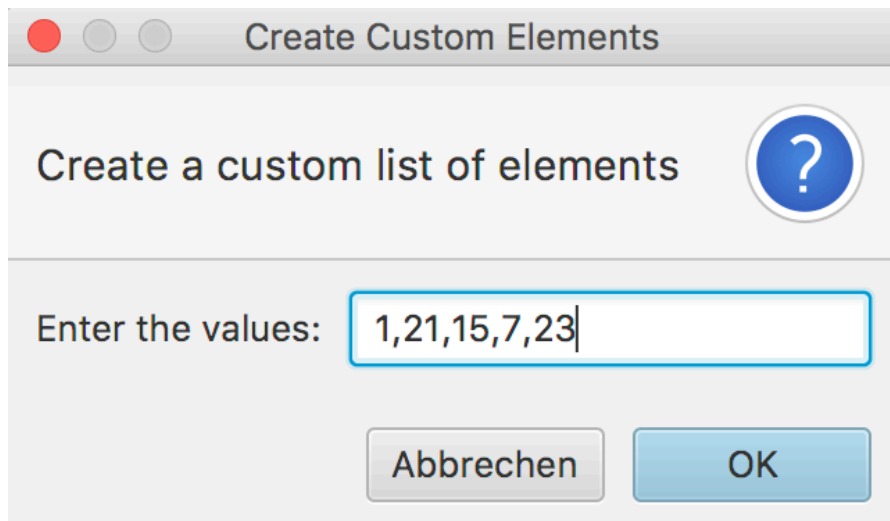 Create Custom Elements
Create a custom list of elements
?
Enter the values: 1,21,15,7,23
Abbrechen OK